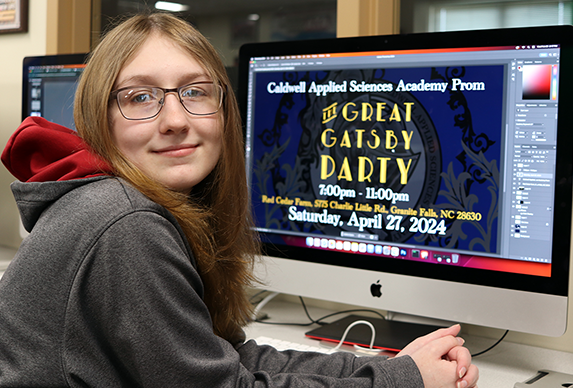 Caldwell Applied Sciences Academy Prom
THE GREAT
GATSBY
PARTY
7:00pm - 11:00pm
Red Cedar Farm, 5775 Charlie Little Rd., Granite Falls, NC 28630
Saturday, April 27, 2024